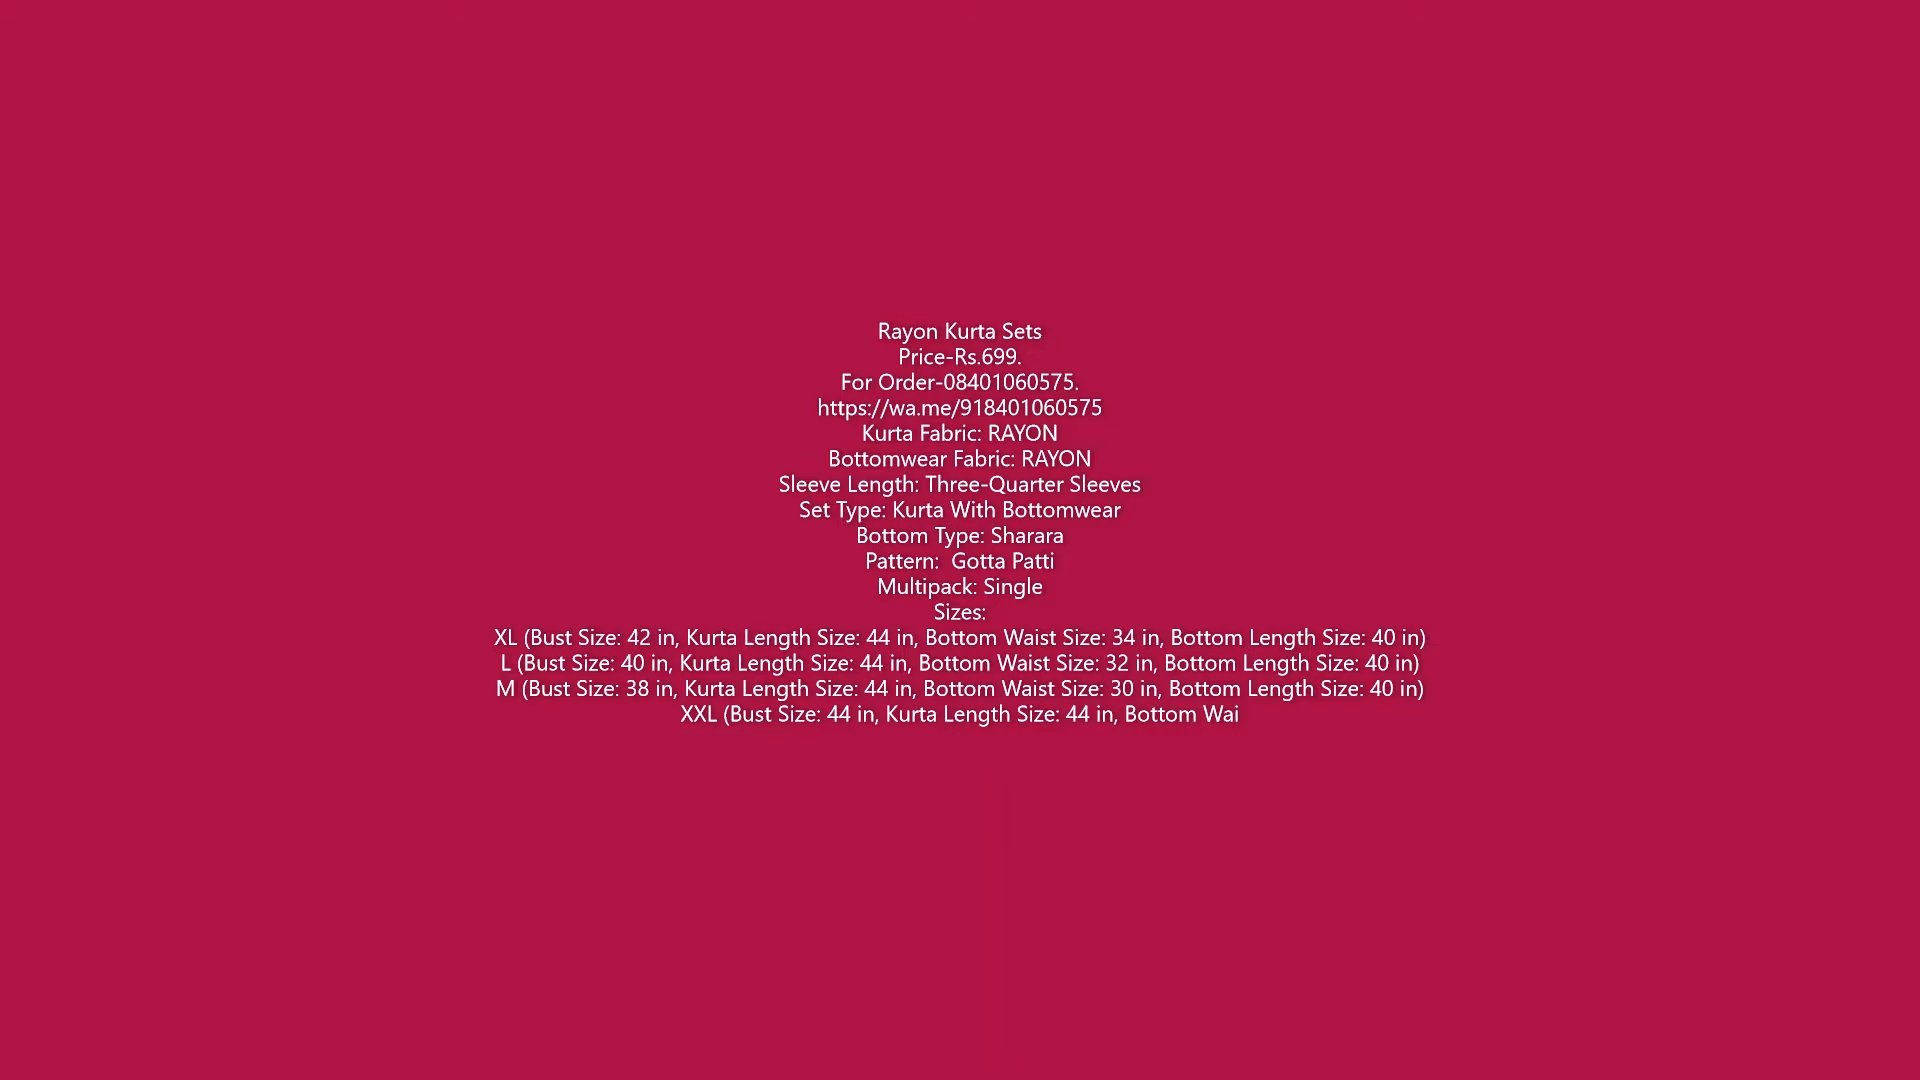 Rayon Kurta Sets
Price-Rs.699.
For Order-08401060575.
https://wa.me/918401060575
Kurta Fabric: RAYON
Bottomwear Fabric: RAYON
Sleeve Length: Three-Quarter Sleeves
Set Type: Kurta With Bottomwear
Bottom Type: Sharara
Pattern:  Gotta Patti
Multipack: Single
Sizes:
XL (Bust Size: 42 in, Kurta Length Size: 44 in, Bottom Waist Size: 34 in, Bottom Length Size: 40 in)
L (Bust Size: 40 in, Kurta Length Size: 44 in, Bottom Waist Size: 32 in, Bottom Length Size: 40 in)
M (Bust Size: 38 in, Kurta Length Size: 44 in, Bottom Waist Size: 30 in, Bottom Length Size: 40 in)
XXL (Bust Size: 44 in, Kurta Length Size: 44 in, Bottom Wai